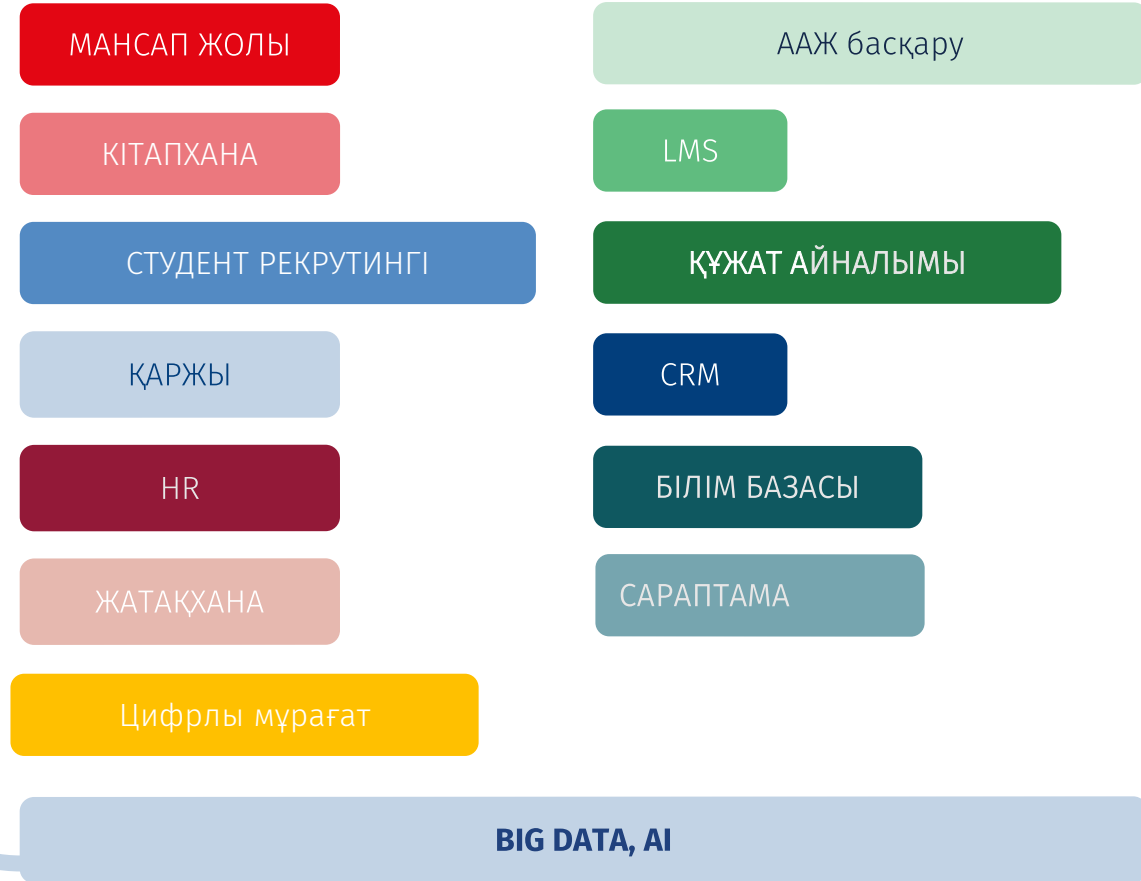 МАНСАП ЖОЛЫ
ААЖ басқару
КІТАПХАНА
LMS
СТУДЕНТ РЕКРУТИНГІ
ҚҰЖАТ АЙНАЛЫМЫ
ҚАРЖЫ
CRM
HR
БІЛІМ БАЗАСЫ
ЖАТАҚХАНА
САРАПТАМА
Цифрлы мұрағат
BIG DATA, AI